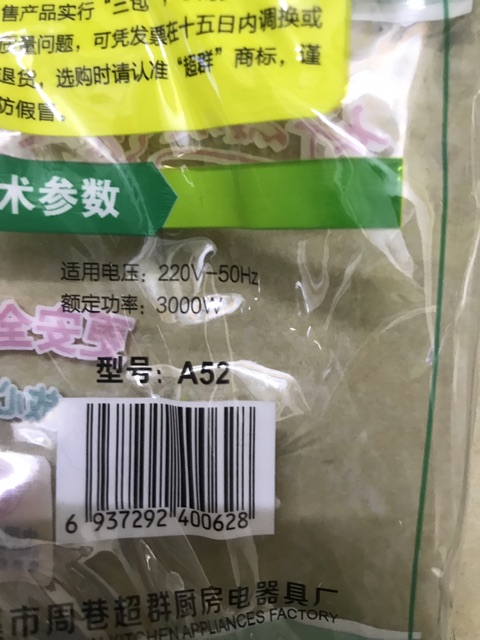 售产品实行“三包”
质量问题，可凭发票在十五日内调换或
退货，选购时请认准“超群”商标，谨
防假冒。
术参数
适用电压：220V~50Hz
额定功率：3000W
型号：A52
6 937292 400628
市周巷超群厨房电器具厂
KITCHEN APPLIANCES FACTORY